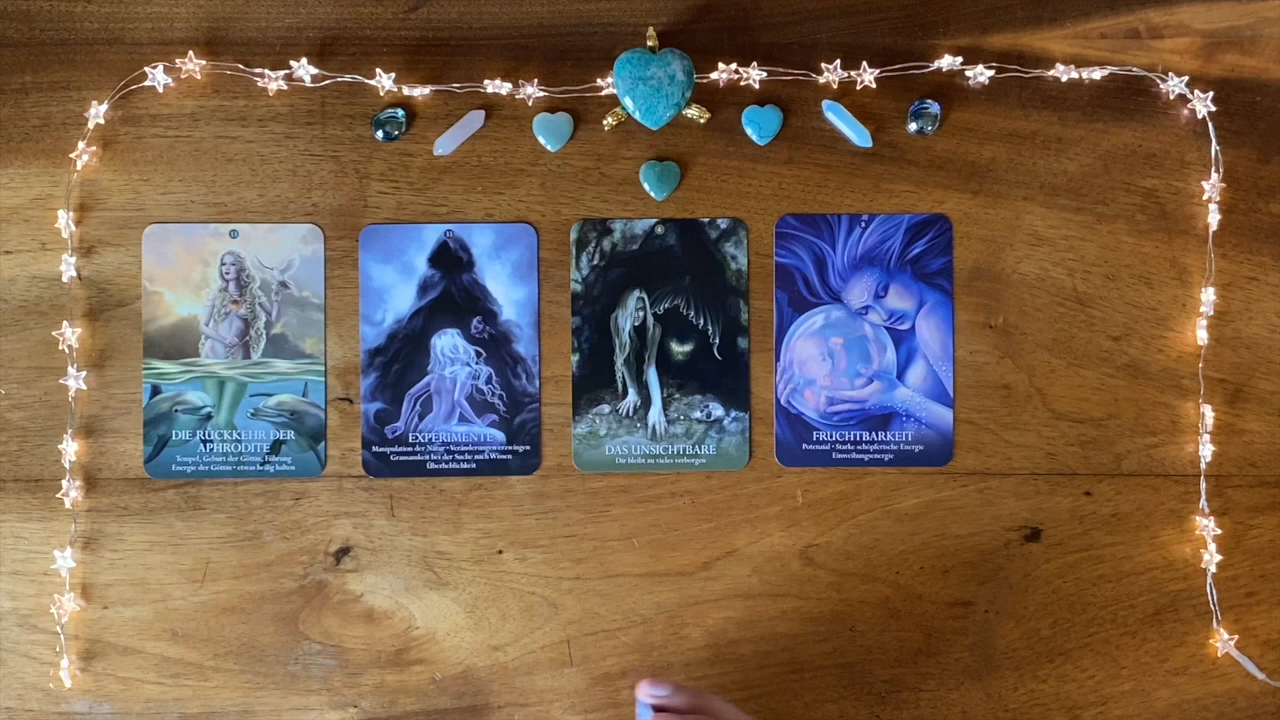 DIE RÜCKKEHR DER
APHRODITE
Tempel, Geburt der Göttin, Führung
Energie der Göttin • etwas heilig halten
33
EXPERIMENTE
Manipulation der Natur • Veränderungen erzwingen
Grausamkeit bei der Suche nach Wissen
Überheblichkeit
DAS UNSICHTBARE
Dir bleibt zu vieles verborgen
8
FRUCHTBARKEIT
Potenzial • Starke schöpferische Energie
Einweihungsenergie